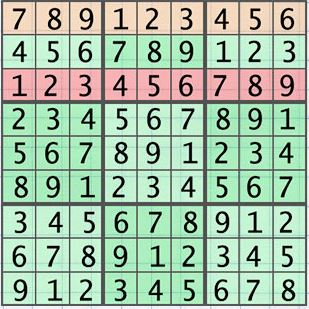 7 8 9 1 2 3 4 5 6
4 5 6 7 8 9 1 2 3
1 2 3 4 5 6 7 8 9
2 3 4 5 6 7 8 9 1
5 6 7 8 9 1 2 3 4
8 9 1 2 3 4 5 6 7
3 4 5 6 7 8 9 1 2
6 7 8 9 1 2 3 4 5
9 1 2 3 4 5 6 7 8